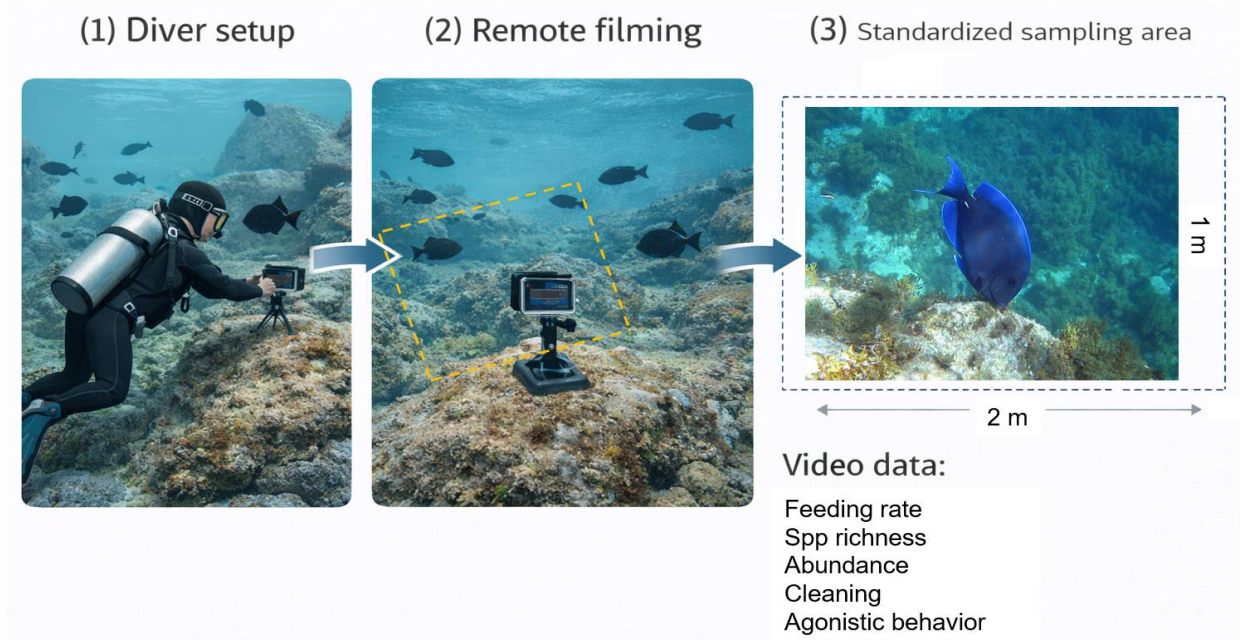 (1) Diver setup
(2) Remote filming
(3) Standardized sampling area
1 m
2 m
Video data:
Feeding rate
Spp richness
Abundance
Cleaning
Agonistic behavior